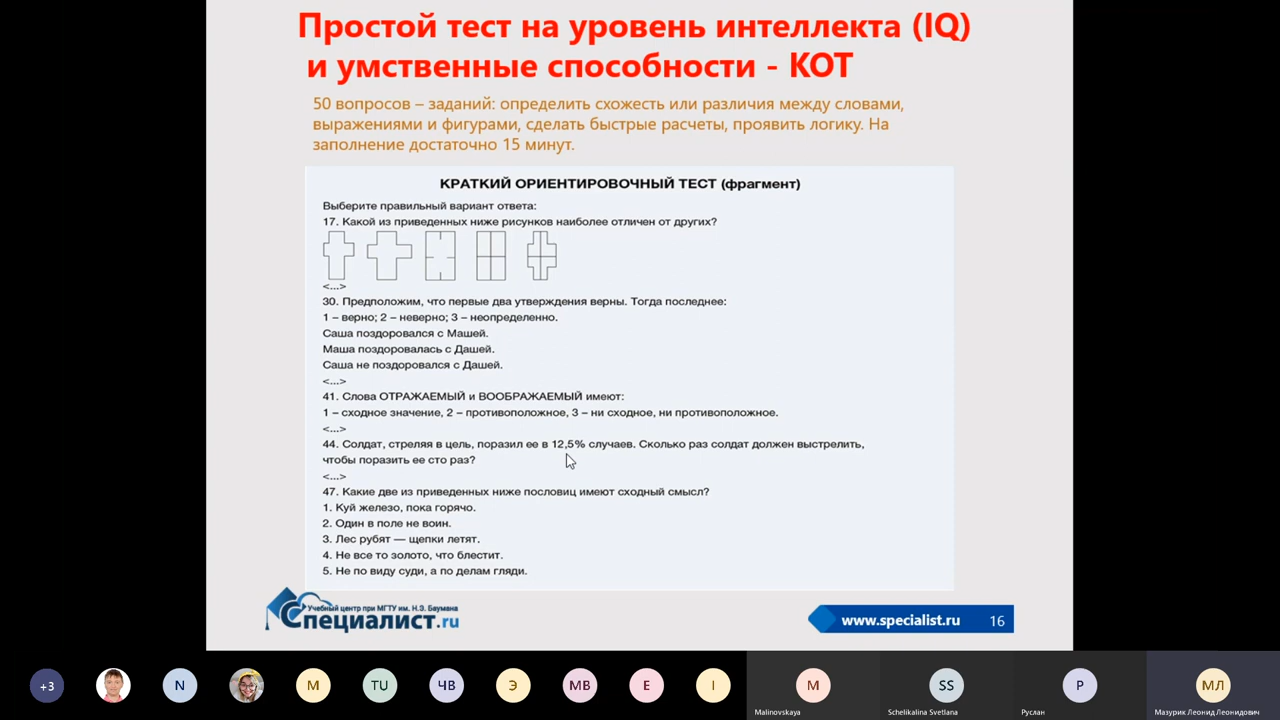 Простой тест на уровень интеллекта (IQ)
и умственные способности - КОТ
50 вопросов – заданий: определить схожесть или различия между словами,
выражениями и фигурами, сделать быстрые расчеты, проявить логику. На
заполнение достаточно 15 минут.
КРАТКИЙ ОРИЕНТИРОВОЧНЫЙ ТЕСТ (фрагмент)
Выберите правильный вариант ответа:
17. Какой из приведенных ниже рисунков наиболее отличен от других?
<...>
30. Предположим, что первые два утверждения верны. Тогда последнее:
1 – верно; 2 – неверно; 3 – неопределенно.
Саша поздоровался с Машей.
Маша поздоровалась с Дашей.
Саша не поздоровался с Дашей.
<...>
41. Слова ОТРАЖАЕМЫЙ и ВООБРАЖАЕМЫЙ имеют:
1 – сходное значение, 2 – противоположное, 3 – ни сходное, ни противоположное.
<...>
44. Солдат, стреляя в цель, поразил ее в 12,5% случаев. Сколько раз солдат должен выстрелить,
чтобы поразить ее сто раз?
<...>
47. Какие две из приведенных ниже пословиц имеют сходный смысл?
1. Куй железо, пока горячо.
2. Один в поле не воин.
3. Лес рубят — щепки летят.
4. Не все то золото, что блестит.
5. Не по виду суди, а по делам гляди.
Учебный центр при МГТУ им. Н.Э. Баумана
Специалист.ru
www.specialist.ru 16
+3 N M TU ЧВ Э МВ Е I М SS Р МЛ
Malinovskaya Schelikalina Svetlana Руслан Мазурик Леонид Леонидович